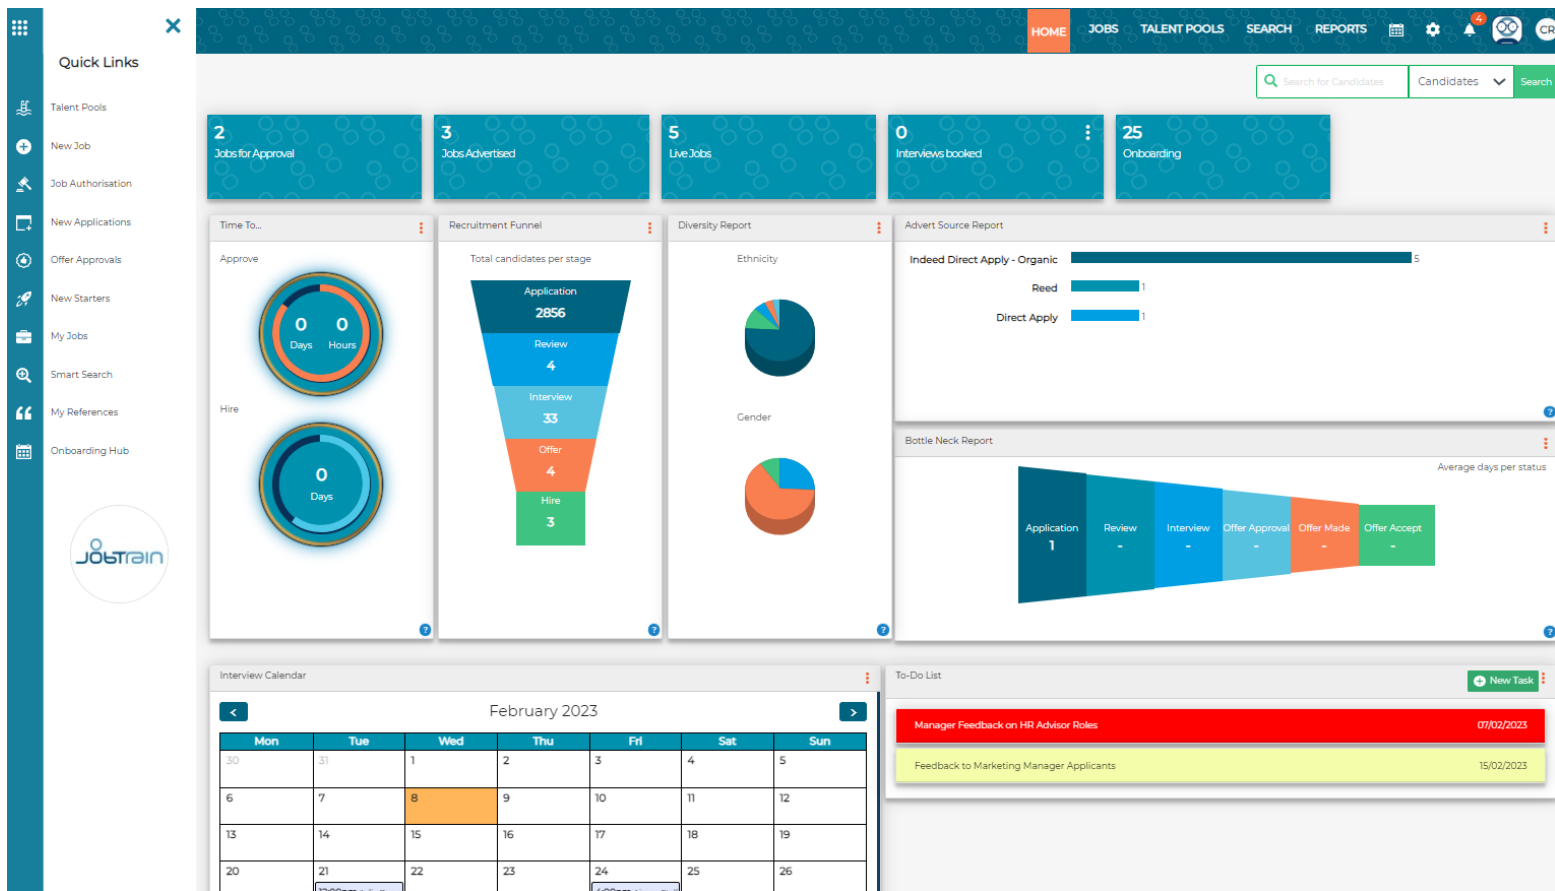 HOME
JOBS
TALENT POOLS
SEARCH
REPORTS
4
CR
Quick Links
Talent Pools
New Job
Job Authorisation
New Applications
Offer Approvals
New Starters
My Jobs
Smart Search
My References
Onboarding Hub
JOBTRAIN
Search for Candidates
Candidates
Search
2
Jobs for Approval
3
Jobs Advertised
5
Live Jobs
0
Interviews booked
25
Onboarding
Time To...
Approve
0 0
Days Hours
Hire
0
Days
?
Recruitment Funnel
Total candidates per stage
Application
2856
Review
4
Interview
33
Offer
4
Hire
3
?
Diversity Report
Ethnicity
Gender
?
Advert Source Report
Indeed Direct Apply - Organic 5
Reed 1
Direct Apply 1
?
Bottle Neck Report
Average days per status
Application Review Interview Offer Approval Offer Made Offer Accept
1 - - - - -
?
Interview Calendar
< February 2023 >
Mon Tue Wed Thu Fri Sat Sun
30 31 1 2 3 4 5
6 7 8 9 10 11 12
13 14 15 16 17 18 19
20 21 22 23 24 25 26
To-Do List
New Task
Manager Feedback on HR Advisor Roles 07/02/2023
Feedback to Marketing Manager Applicants 15/02/2023